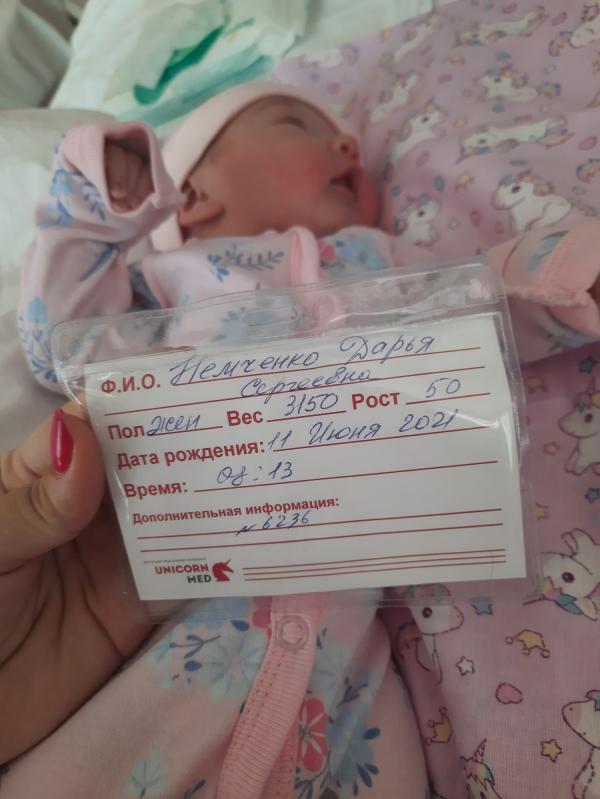 Ф.И.О. Немченко Дарья
Сергеевна
Пол жен Вес 3150 Рост 50
Дата рождения: 11 Июня 2021
Время: 08:13
Дополнительная информация:
N 6236
UNICORN
MED